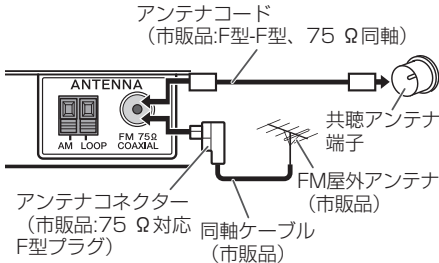 アンテナコード
（市販品:F型-F型、75 Ω同軸）
ANTENNA
AM LOOP
FM 75Ω
COAXIAL
共聴アンテナ
端子
FM屋外アンテナ
（市販品）
アンテナコネクター
（市販品:75 Ω対応
F型プラグ）
同軸ケーブル
（市販品）